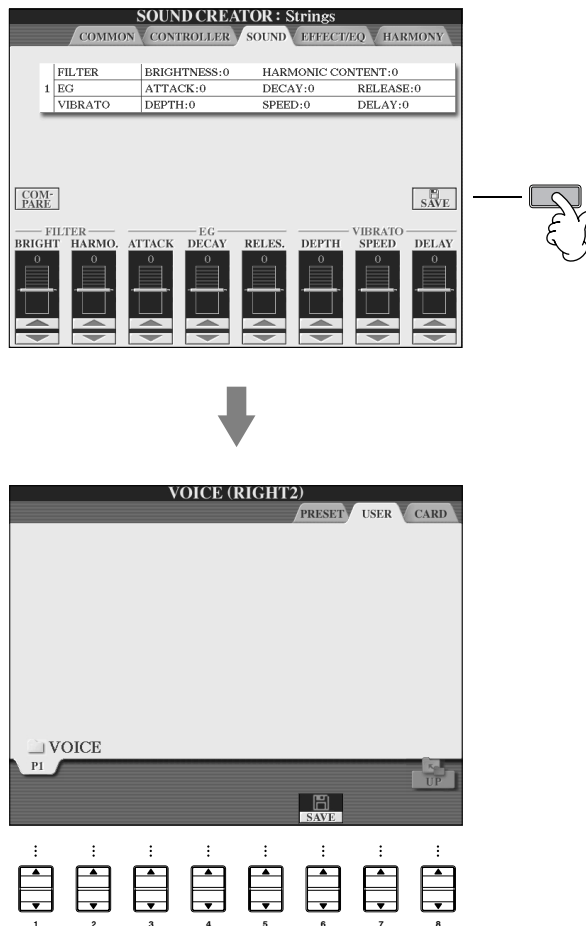 SOUND CREATOR : Strings
COMMON CONTROLLER SOUND EFFECT/EQ HARMONY
FILTER BRIGHTNESS:0 HARMONIC CONTENT:0
1 EG ATTACK:0 DECAY:0 RELEASE:0
VIBRATO DEPTH:0 SPEED:0 DELAY:0
COM-
PARE
SAVE
FILTER EG VIBRATO
BRIGHT HARMO. ATTACK DECAY RELES. DEPTH SPEED DELAY
0 0 0 0 0 0 0 0
VOICE (RIGHT2)
PRESET USER CARD
VOICE
P1
UP
SAVE
1 2 3 4 5 6 7 8